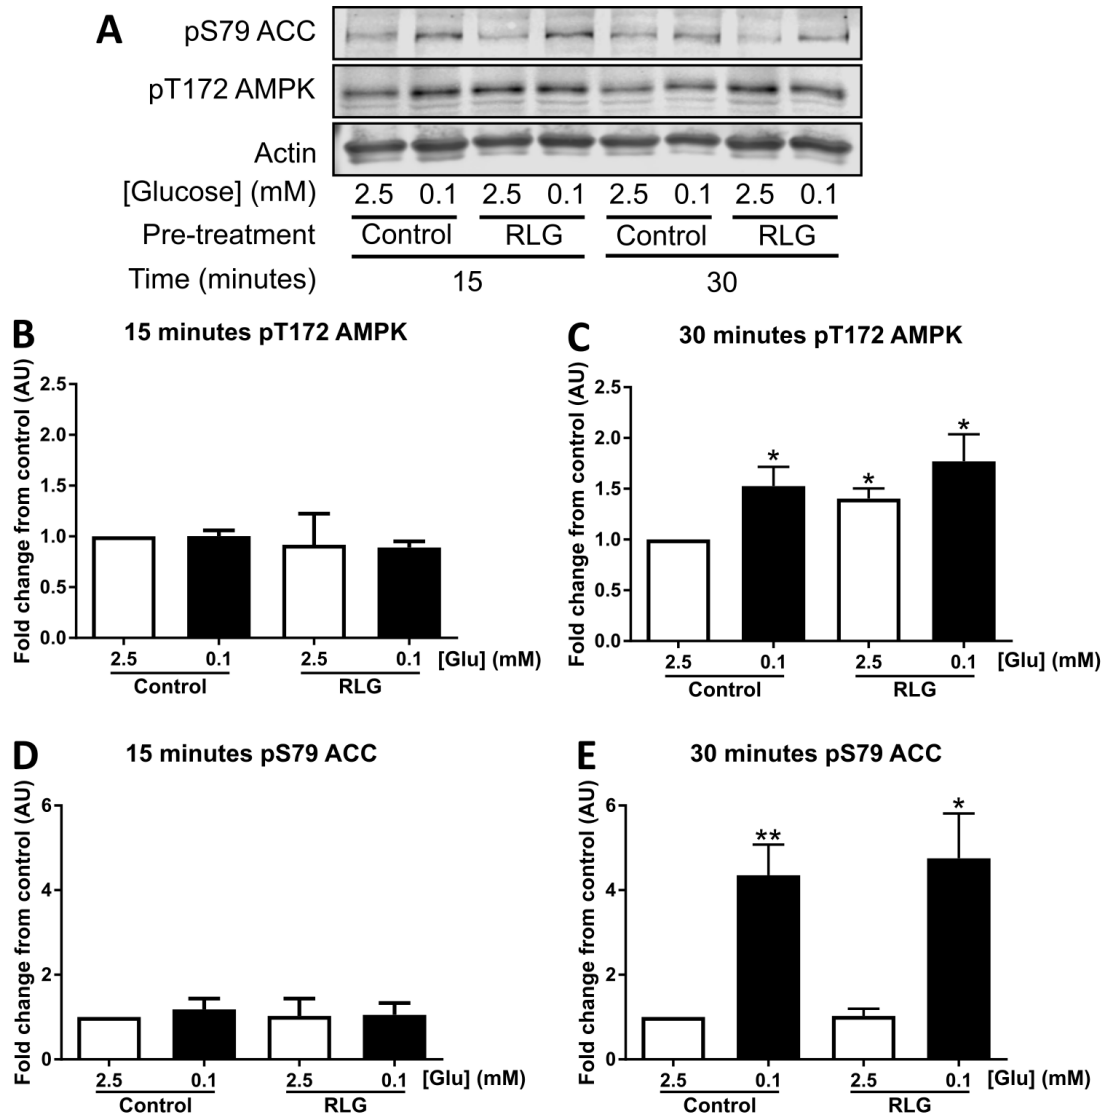 A
pS79 ACC
pT172 AMPK
Actin
[Glucose] (mM) 2.5 0.1 2.5 0.1 2.5 0.1 2.5 0.1
Pre-treatment Control RLG Control RLG
Time (minutes) 15 30
B 15 minutes pT172 AMPK
Fold change from control (AU)
2.5
2.0
1.5
1.0
0.5
0.0
2.5 0.1 2.5 0.1 [Glu] (mM)
Control RLG
C 30 minutes pT172 AMPK
Fold change from control (AU)
2.5
2.0
1.5
1.0
0.5
0.0
* * *
2.5 0.1 2.5 0.1 [Glu] (mM)
Control RLG
D 15 minutes pS79 ACC
Fold change from control (AU)
6
4
2
0
2.5 0.1 2.5 0.1 [Glu] (mM)
Control RLG
E 30 minutes pS79 ACC
Fold change from control (AU)
6
4
2
0
** *
2.5 0.1 2.5 0.1 [Glu] (mM)
Control RLG